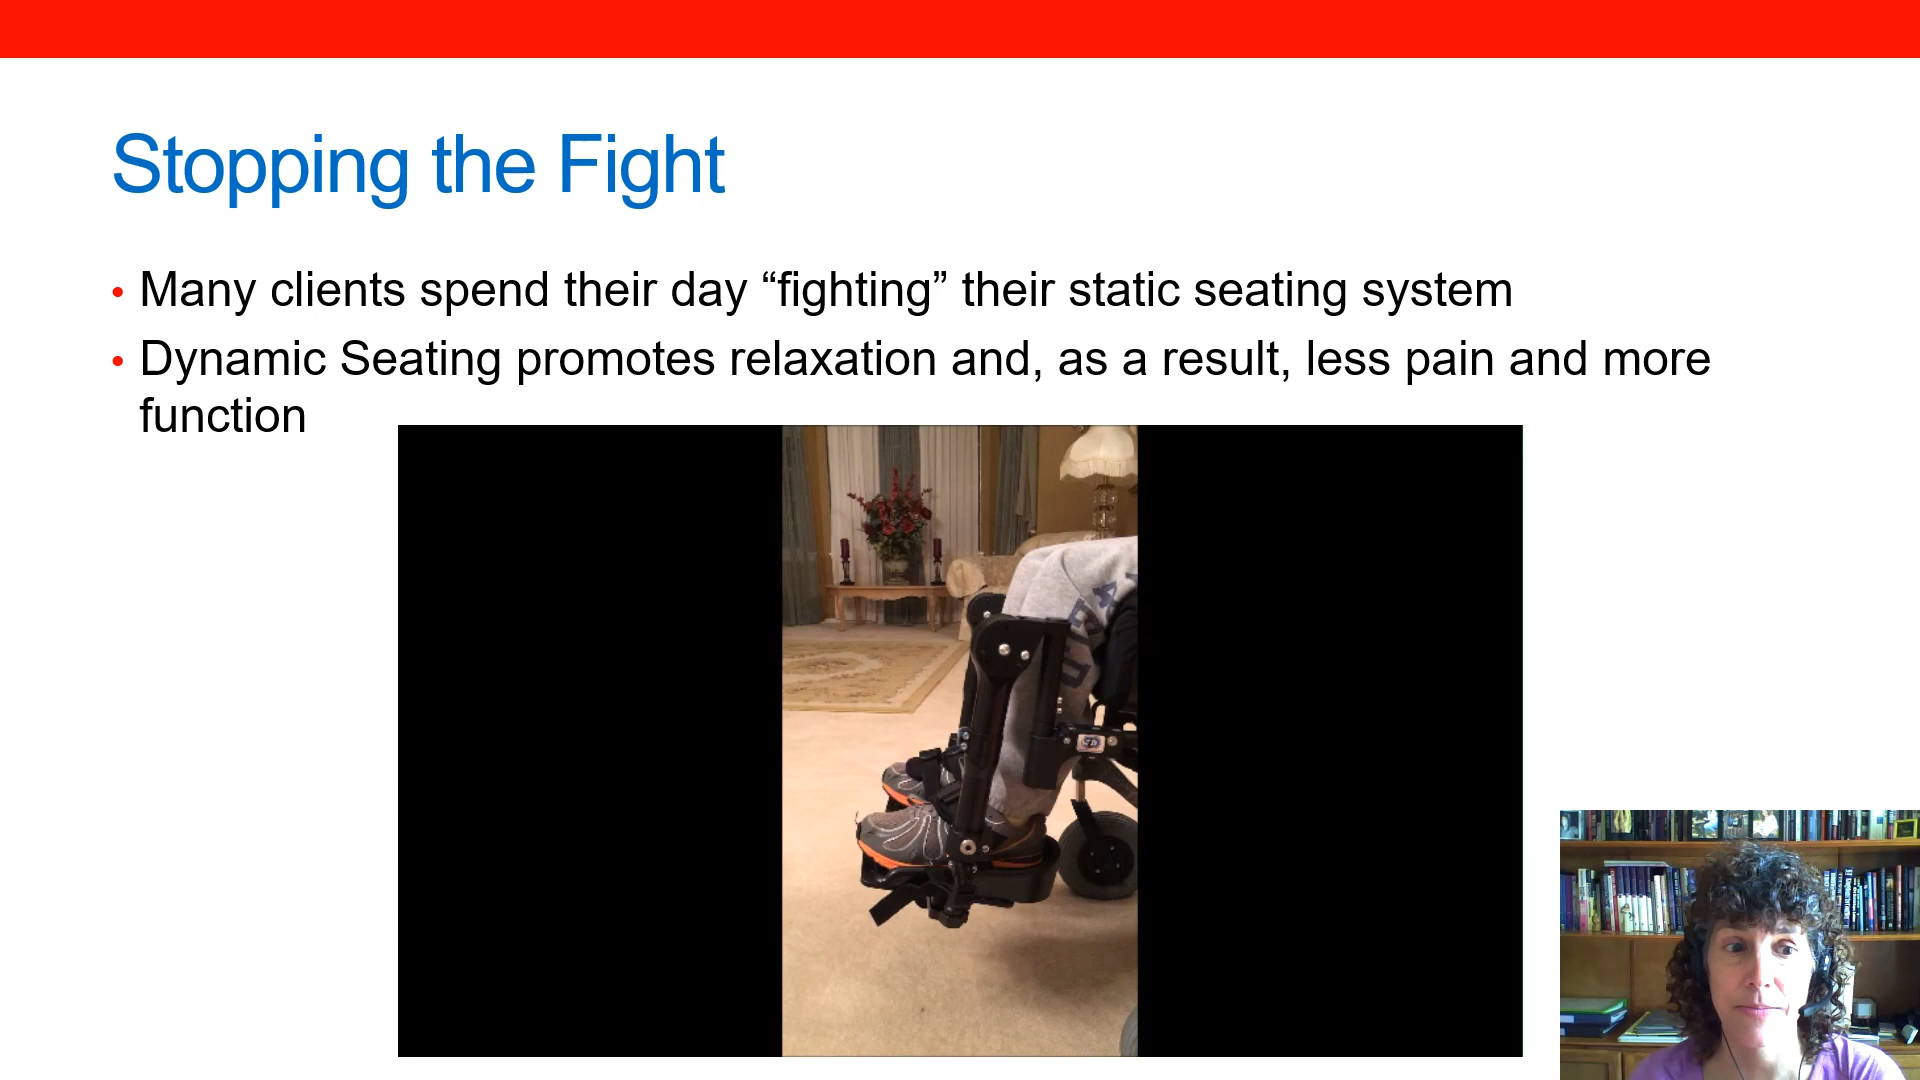 Stopping the Fight
• Many clients spend their day “fighting” their static seating system
• Dynamic Seating promotes relaxation and, as a result, less pain and more
function